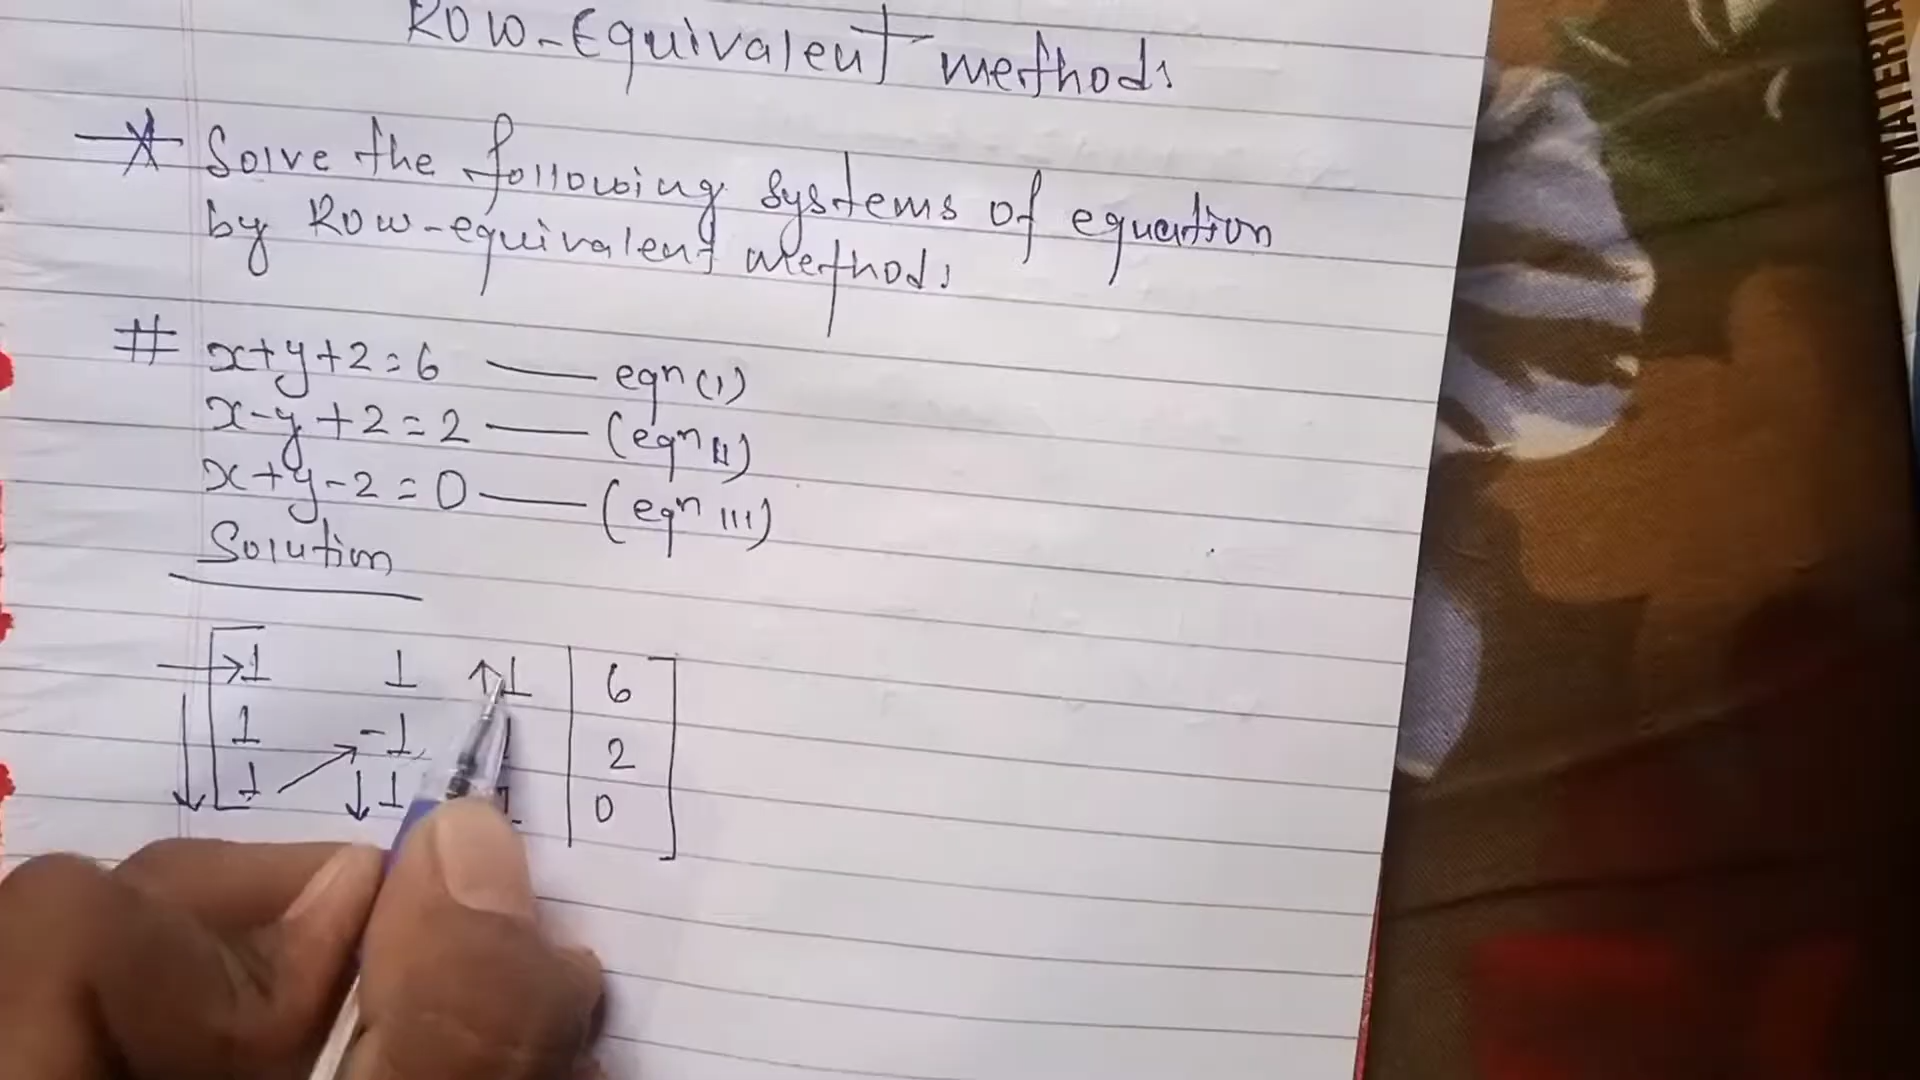 Row-Equivalent method.
Solve the following systems of equation
by Row-equivalent method.
# x+y+z=6 — eqn(I)
x-y+z=2 — (eqn II)
x+y-z=0 — (eqn III)
Solution
→1 1 ↑1 | 6
1 -1 1 | 2
1 ↓1 | 0
MATERIA